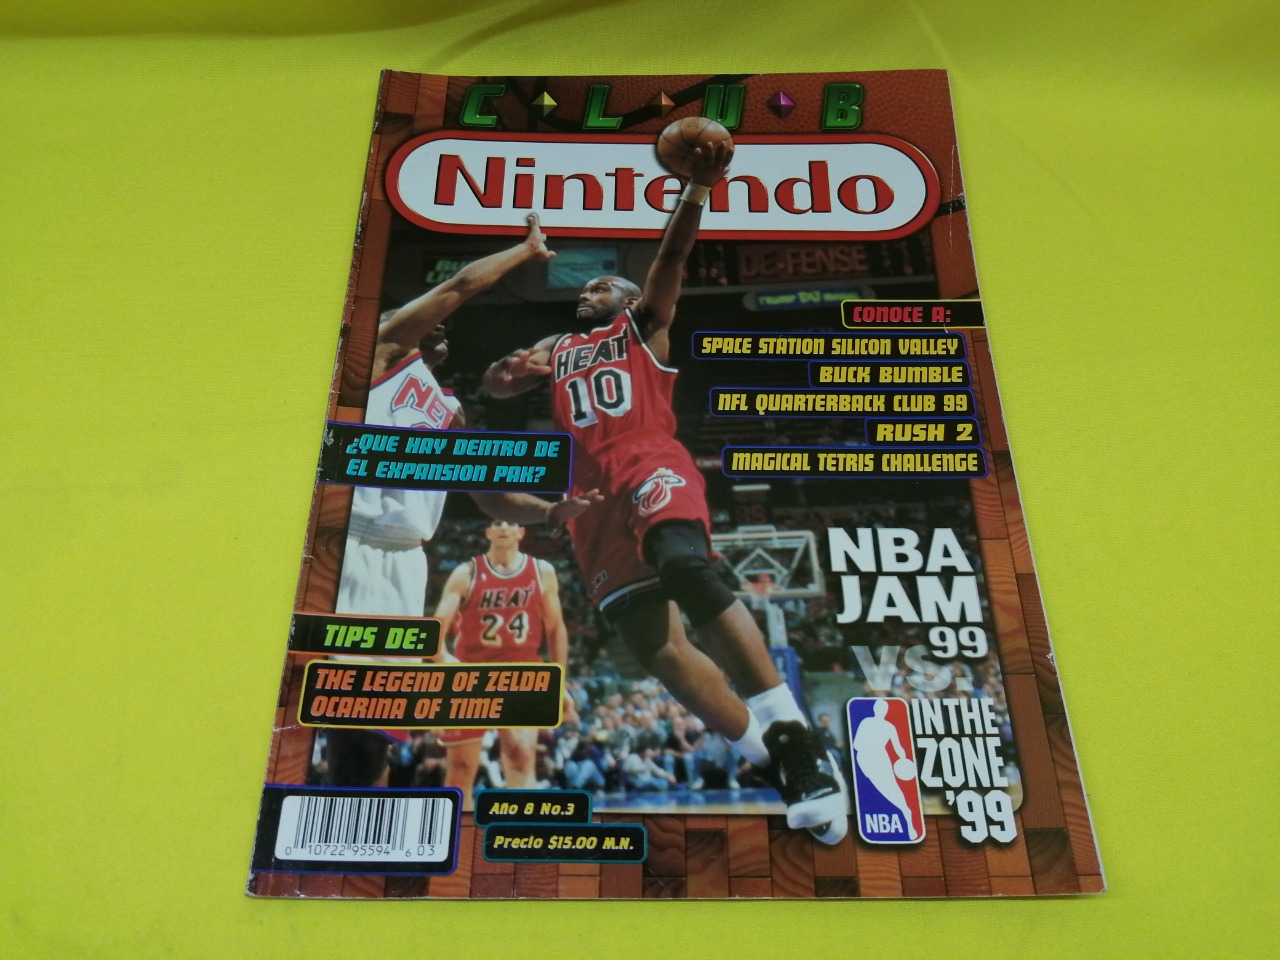 CLUB
Nintendo
DE-FENSE
CONOCE A:
SPACE STATION SILICON VALLEY
BUCK BUMBLE
NFL QUARTERBACK CLUB 99
RUSH 2
MAGICAL TETRIS CHALLENGE
HEAT
10
¿QUE HAY DENTRO DE
EL EXPANSION PAK?
HEAT
24
NBA
JAM
99
VS.
IN THE
ZONE
'99
NBA
TIPS DE:
THE LEGEND OF ZELDA
OCARINA OF TIME
Año 8 No.3
Precio $15.00 M.N.
0 10722 95594 6 03